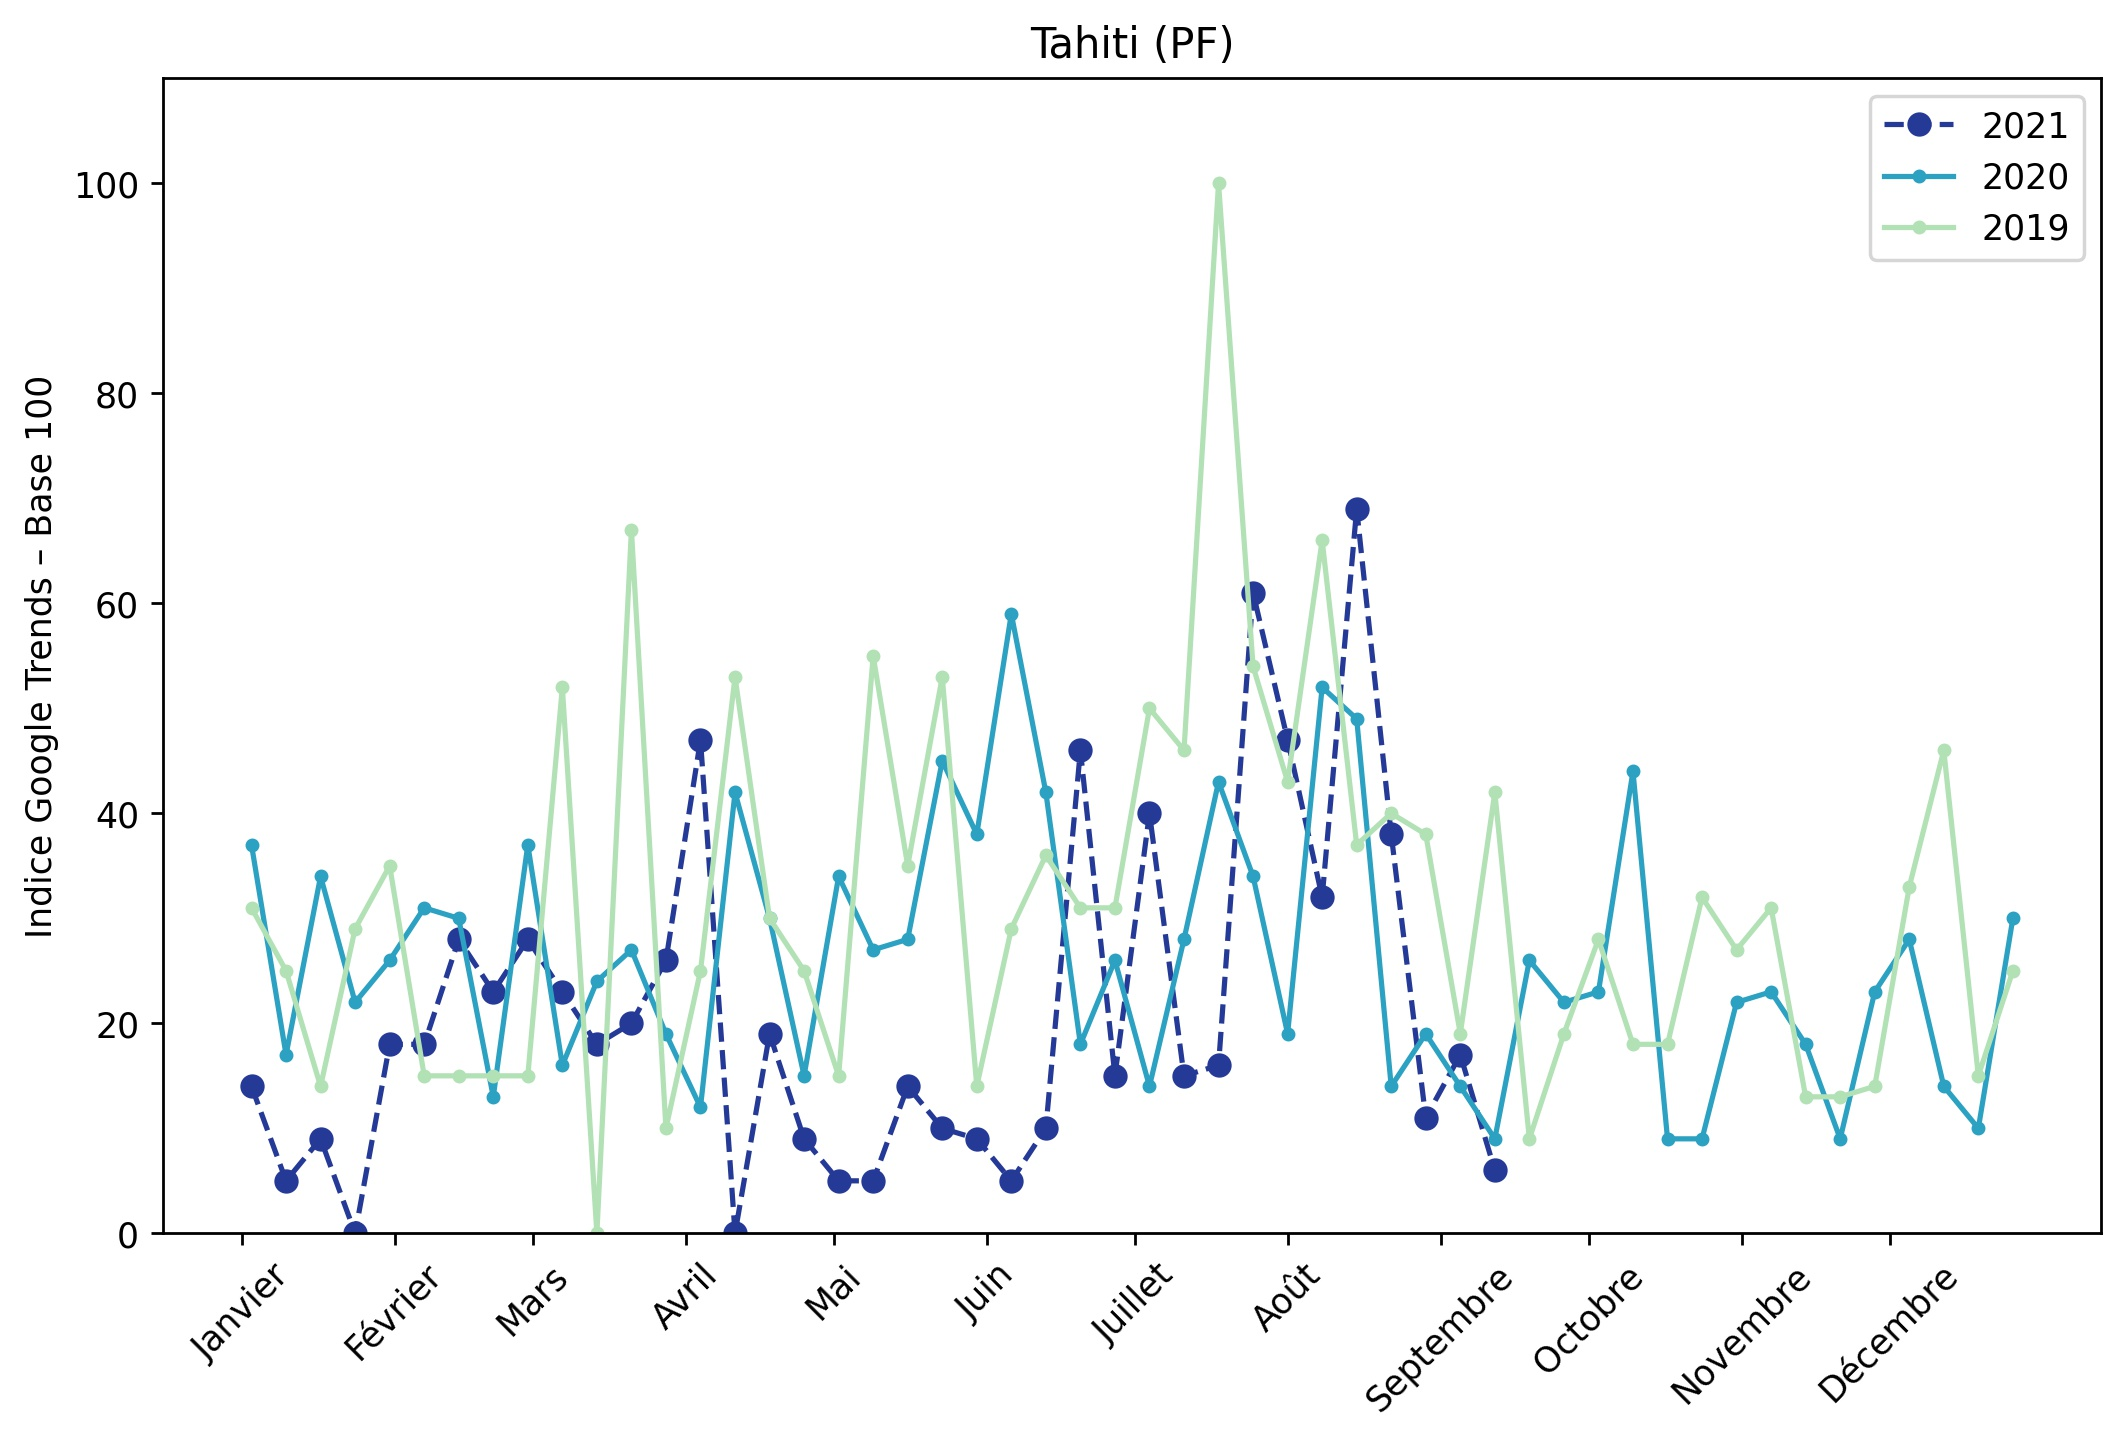 Tahiti (PF)
2021
2020
2019
Indice Google Trends – Base 100
100
80
60
40
20
0
Janvier
Février
Mars
Avril
Mai
Juin
Juillet
Août
Septembre
Octobre
Novembre
Décembre